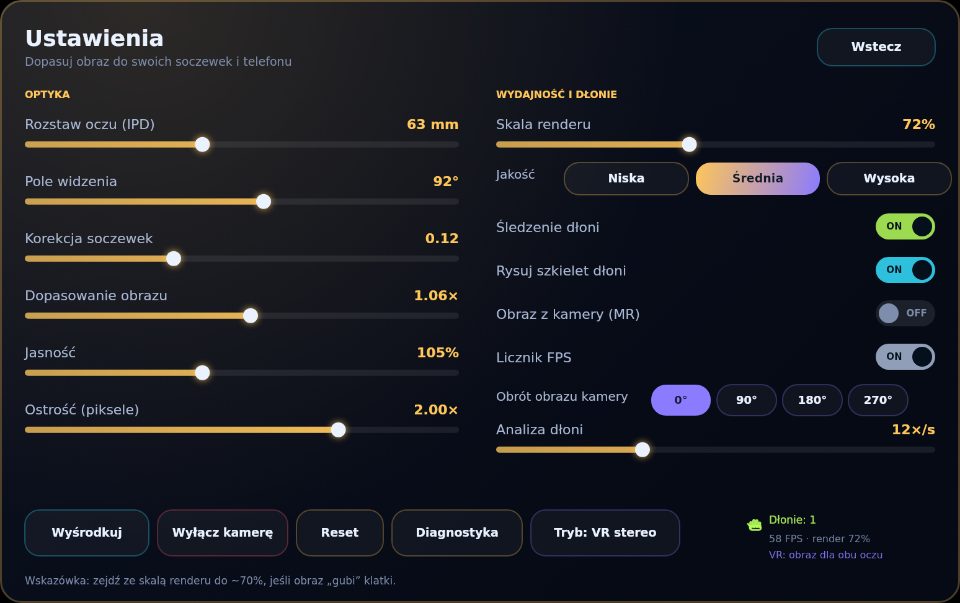 Ustawienia
Dopasuj obraz do swoich soczewek i telefonu
Wstecz
OPTYKA
Rozstaw oczu (IPD) 63 mm
Pole widzenia 92°
Korekcja soczewek 0.12
Dopasowanie obrazu 1.06×
Jasność 105%
Ostrość (piksele) 2.00×
WYDAJNOŚĆ I DŁONIE
Skala renderu 72%
Jakość Niska Średnia Wysoka
Śledzenie dłoni ON
Rysuj szkielet dłoni ON
Obraz z kamery (MR) OFF
Licznik FPS ON
Obrót obrazu kamery 0° 90° 180° 270°
Analiza dłoni 12×/s
Wyśrodkuj Wyłącz kamerę Reset Diagnostyka Tryb: VR stereo
Dłonie: 1
58 FPS · render 72%
VR: obraz dla obu oczu
Wskazówka: zejdź ze skalą renderu do ~70%, jeśli obraz „gubi” klatki.